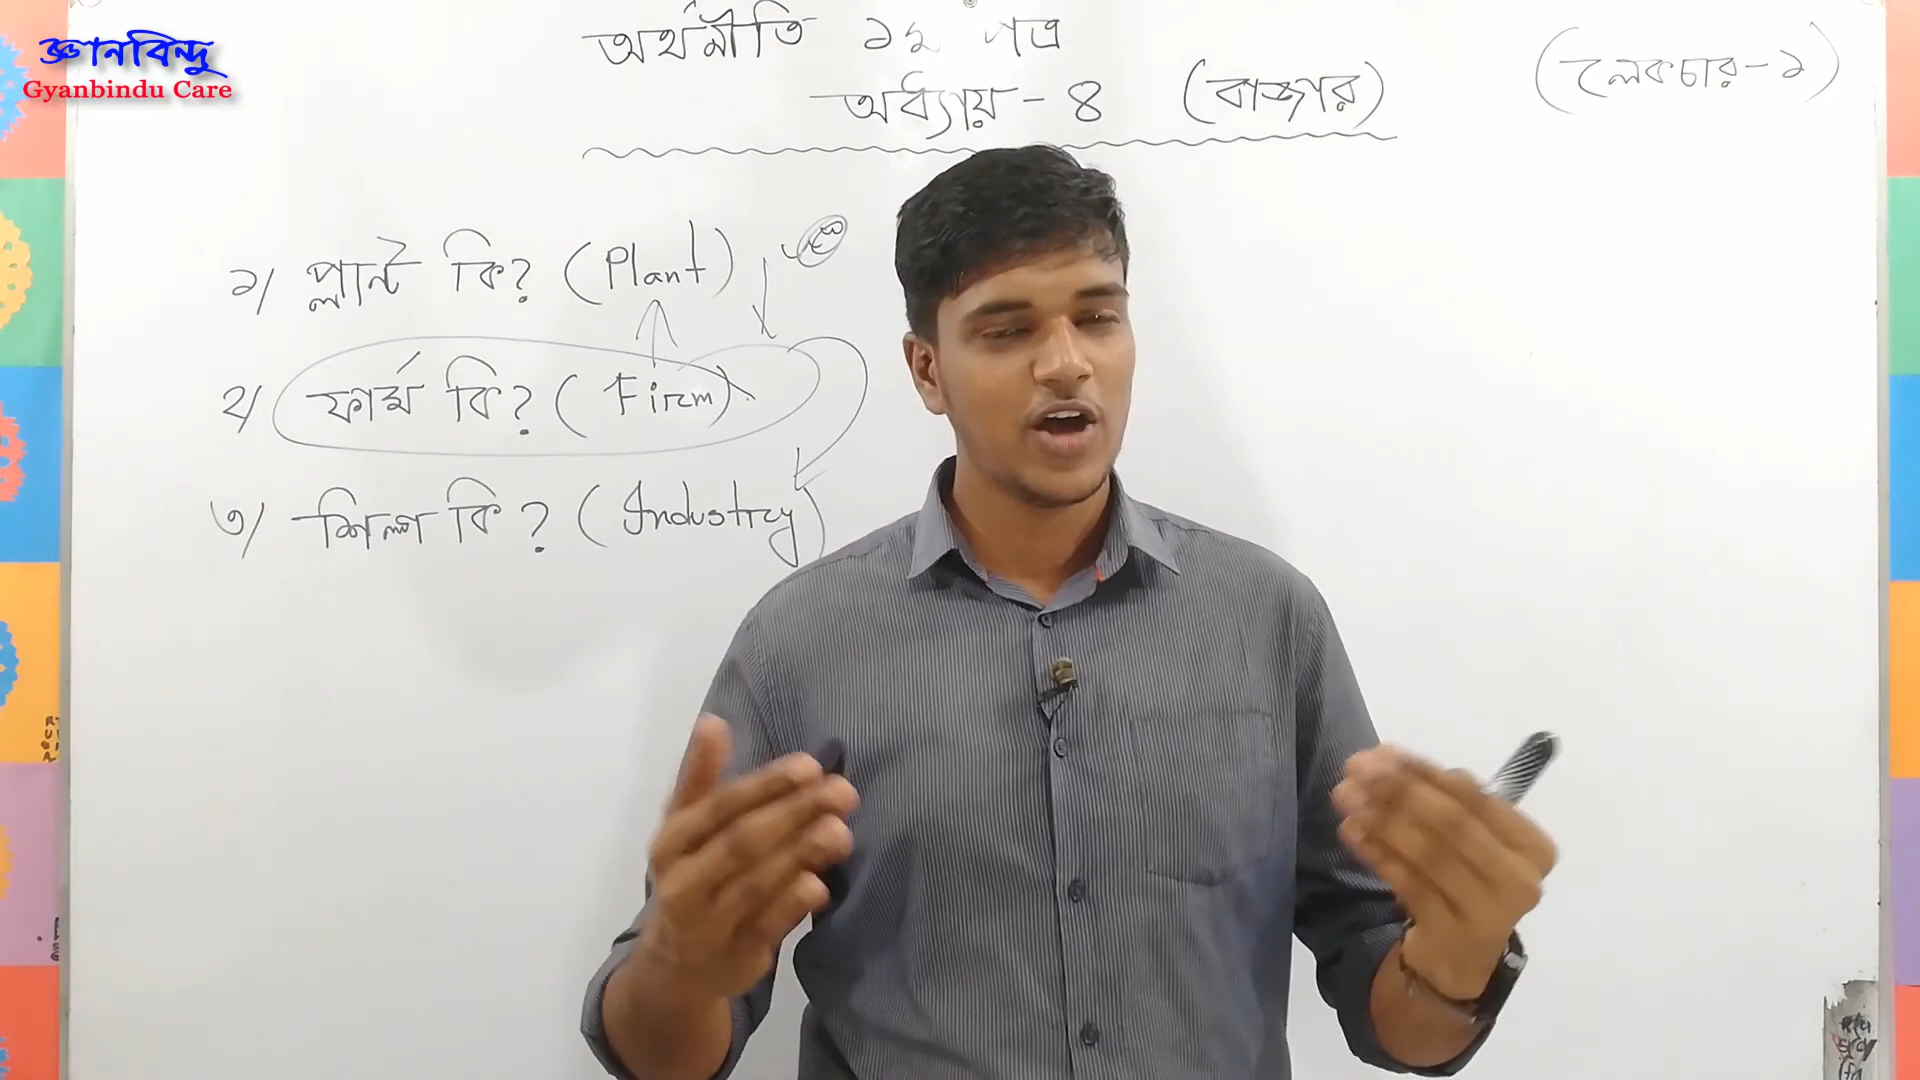 জ্ঞানবিন্দু
Gyanbindu Care
অর্থনীতি ১ম পত্র
অধ্যায় - ৪ (বাজার)
(লেকচার - ১)
১/ প্লান্ট কি? (Plant)
২/ ফার্ম কি? (Firm)
৩/ শিল্প কি? (Industry)